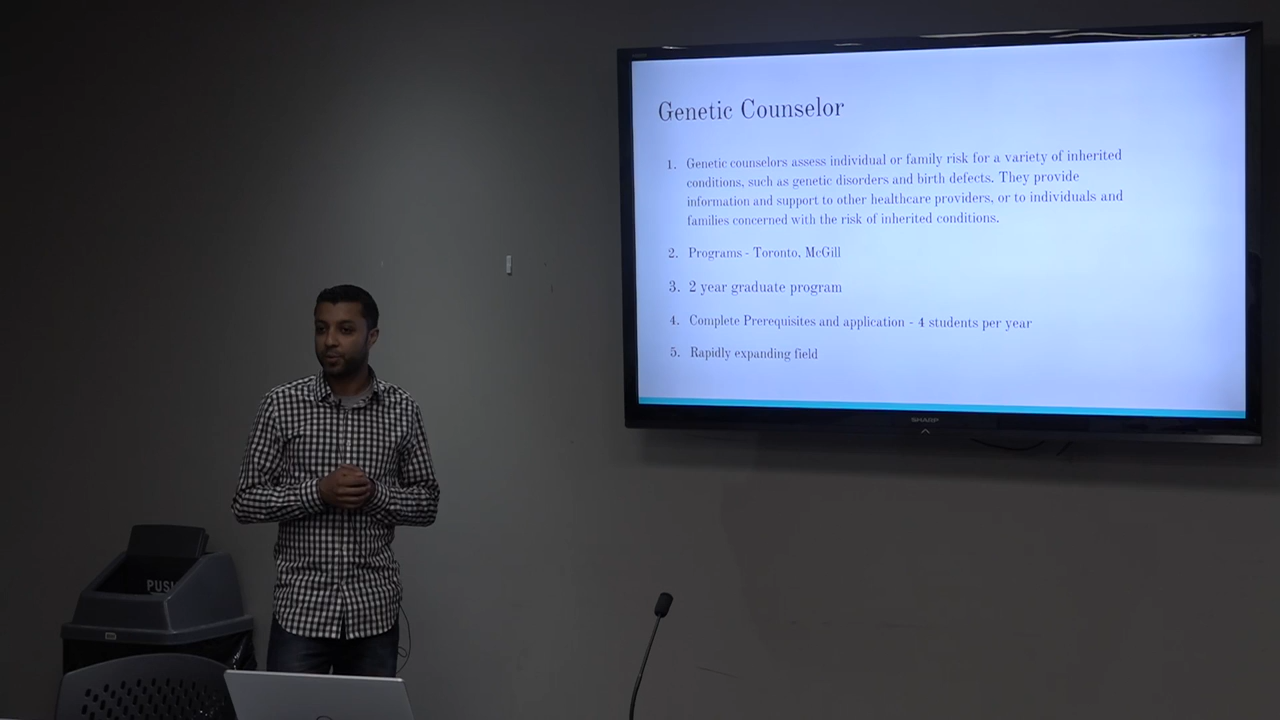 Genetic Counselor
1. Genetic counselors assess individual or family risk for a variety of inherited
conditions, such as genetic disorders and birth defects. They provide
information and support to other healthcare providers, or to individuals and
families concerned with the risk of inherited conditions.
2. Programs - Toronto, McGill
3. 2 year graduate program
4. Complete Prerequisites and application - 4 students per year
5. Rapidly expanding field
SHARP
PUSH